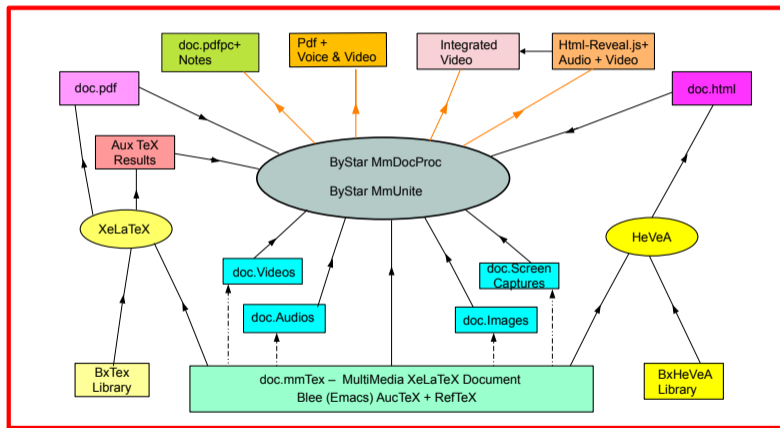 doc.pdfpc+
Notes
Pdf +
Voice & Video
Integrated
Video
Html-Reveal.js+
Audio + Video
doc.pdf
doc.html
Aux TeX
Results
ByStar MmDocProc
ByStar MmUnite
XeLaTeX
HeVeA
doc.Videos
doc.Screen
Captures
doc.Audios
doc.Images
BxTex
Library
doc.mmTex – MultiMedia XeLaTeX Document
Blee (Emacs) AucTeX + RefTeX
BxHeVeA
Library